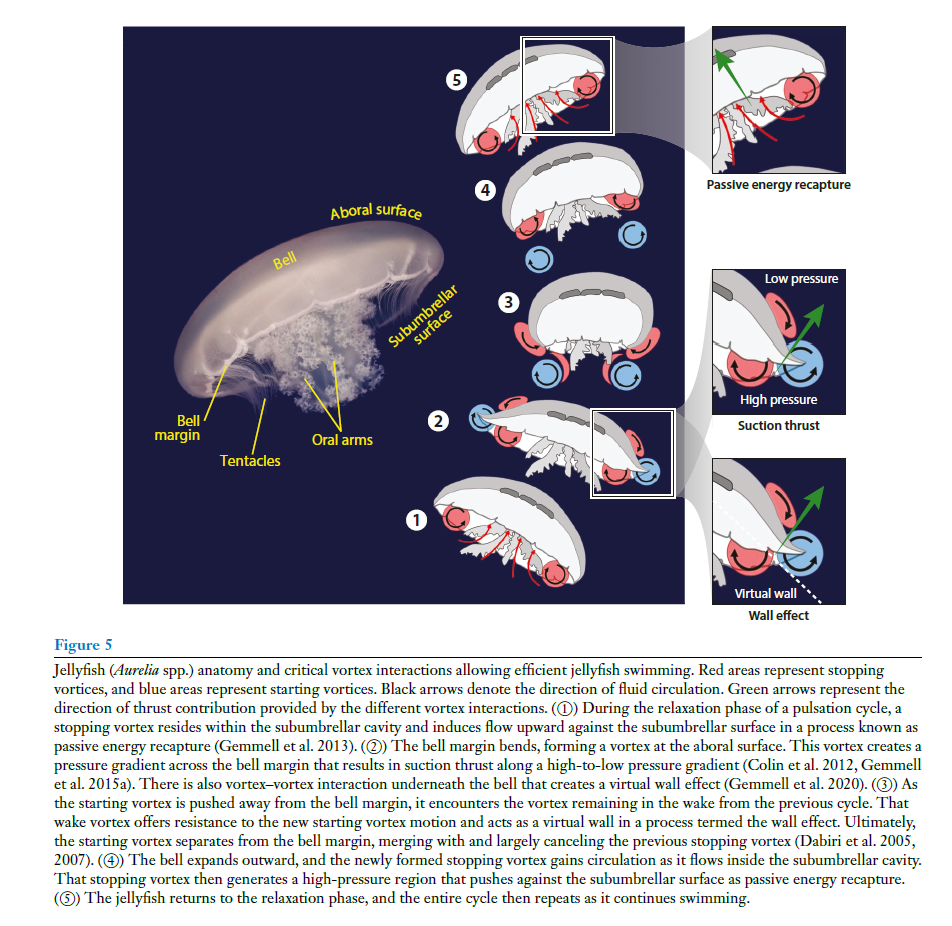 5
Passive energy recapture
4
Aboral surface
Bell
Subumbrellar
surface
Low pressure
3
High pressure
Suction thrust
2
Bell
margin
Oral arms
Tentacles
1
Virtual wall
Wall effect
Figure 5
Jellyfish (Aurelia spp.) anatomy and critical vortex interactions allowing efficient jellyfish swimming. Red areas represent stopping
vortices, and blue areas represent starting vortices. Black arrows denote the direction of fluid circulation. Green arrows represent the
direction of thrust contribution provided by the different vortex interactions. (①) During the relaxation phase of a pulsation cycle, a
stopping vortex resides within the subumbrellar cavity and induces flow upward against the subumbrellar surface in a process known as
passive energy recapture (Gemmell et al. 2013). (②) The bell margin bends, forming a vortex at the aboral surface. This vortex creates a
pressure gradient across the bell margin that results in suction thrust along a high-to-low pressure gradient (Colin et al. 2012, Gemmell
et al. 2015a). There is also vortex–vortex interaction underneath the bell that creates a virtual wall effect (Gemmell et al. 2020). (③) As
the starting vortex is pushed away from the bell margin, it encounters the vortex remaining in the wake from the previous cycle. That
wake vortex offers resistance to the new starting vortex motion and acts as a virtual wall in a process termed the wall effect. Ultimately,
the starting vortex separates from the bell margin, merging with and largely canceling the previous stopping vortex (Dabiri et al. 2005,
2007). (④) The bell expands outward, and the newly formed stopping vortex gains circulation as it flows inside the subumbrellar cavity.
That stopping vortex then generates a high-pressure region that pushes against the subumbrellar surface as passive energy recapture.
(⑤) The jellyfish returns to the relaxation phase, and the entire cycle then repeats as it continues swimming.